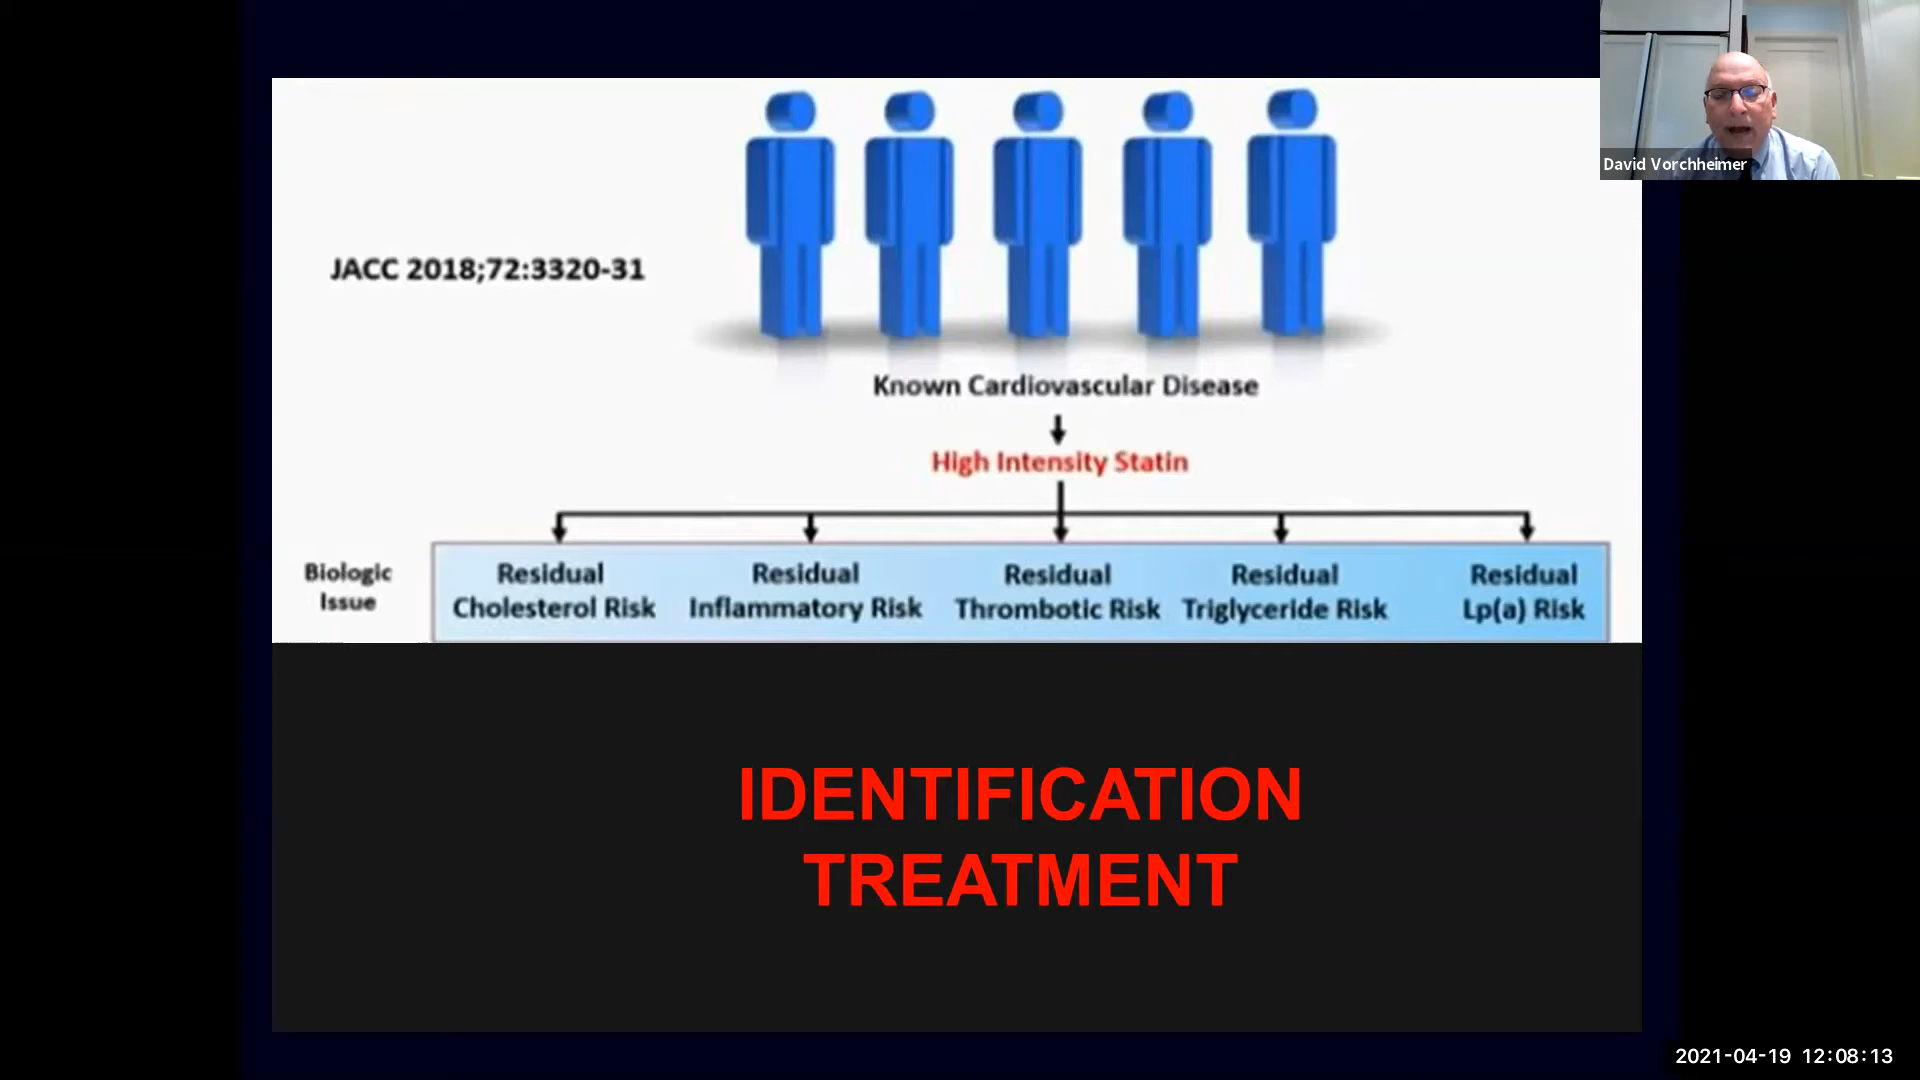 David Vorchheimer
JACC 2018;72:3320-31
Known Cardiovascular Disease
High Intensity Statin
Biologic
Issue
Residual
Cholesterol Risk
Residual
Inflammatory Risk
Residual
Thrombotic Risk
Residual
Triglyceride Risk
Residual
Lp(a) Risk
IDENTIFICATION
TREATMENT
2021-04-19 12:08:13